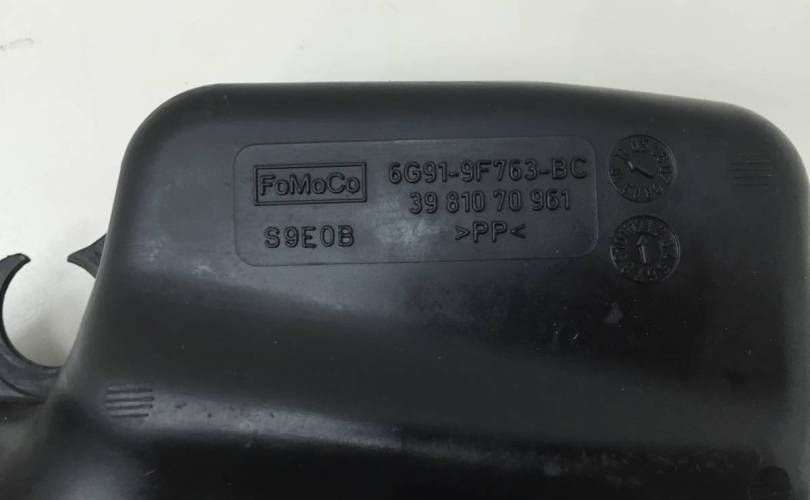 FoMoCo
6G91-9F763-BC
39 810 70 961
S9E0B
>PP<